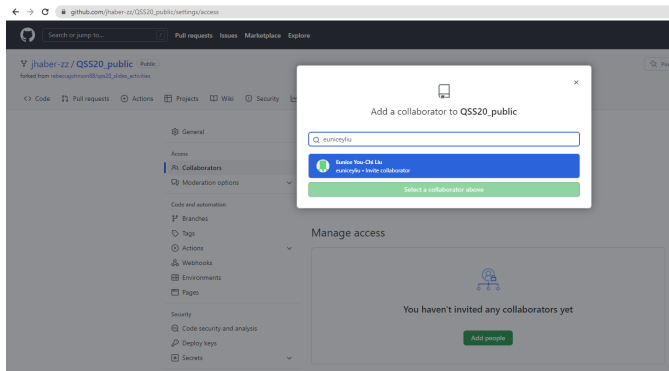 github.com/jhaber-zz/QSS20_public/settings/access
Search or jump to...
/
Pull requests Issues Marketplace Explore
jhaber-zz / QSS20_public Public
forked from rebeccajohnson88/qss20_slides_activities
Code Pull requests Actions Projects Wiki Security
General
Access
Collaborators
Moderation options
Code and automation
Branches
Tags
Actions
Webhooks
Environments
Pages
Security
Code security and analysis
Deploy keys
Secrets
Add a collaborator to QSS20_public
euniceyliu
Eunice You-Chi Liu
euniceyliu • Invite collaborator
Select a collaborator above
Manage access
You haven't invited any collaborators yet
Add people